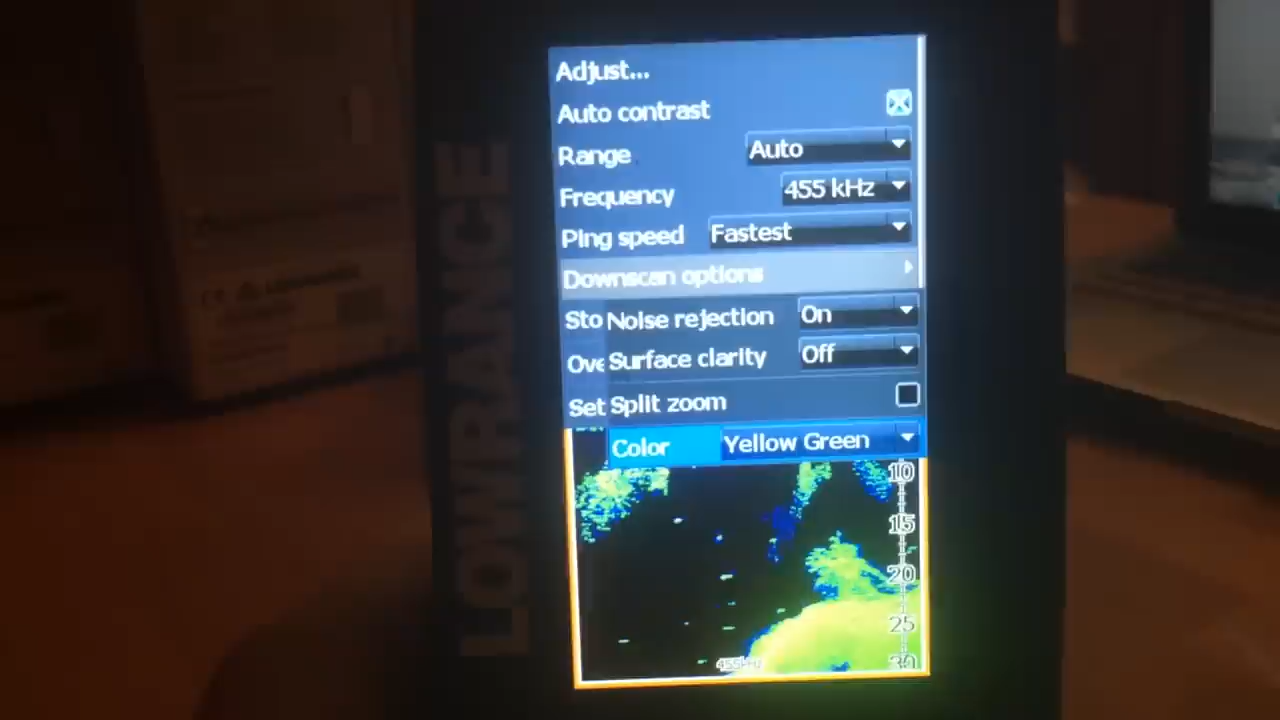 Adjust...
Auto contrast
Range Auto
Frequency 455 kHz
Ping speed Fastest
Downscan options
Sto Noise rejection On
Ove Surface clarity Off
Set Split zoom
Color Yellow Green
10
15
20
25
30
455kHz
LOWRANCE